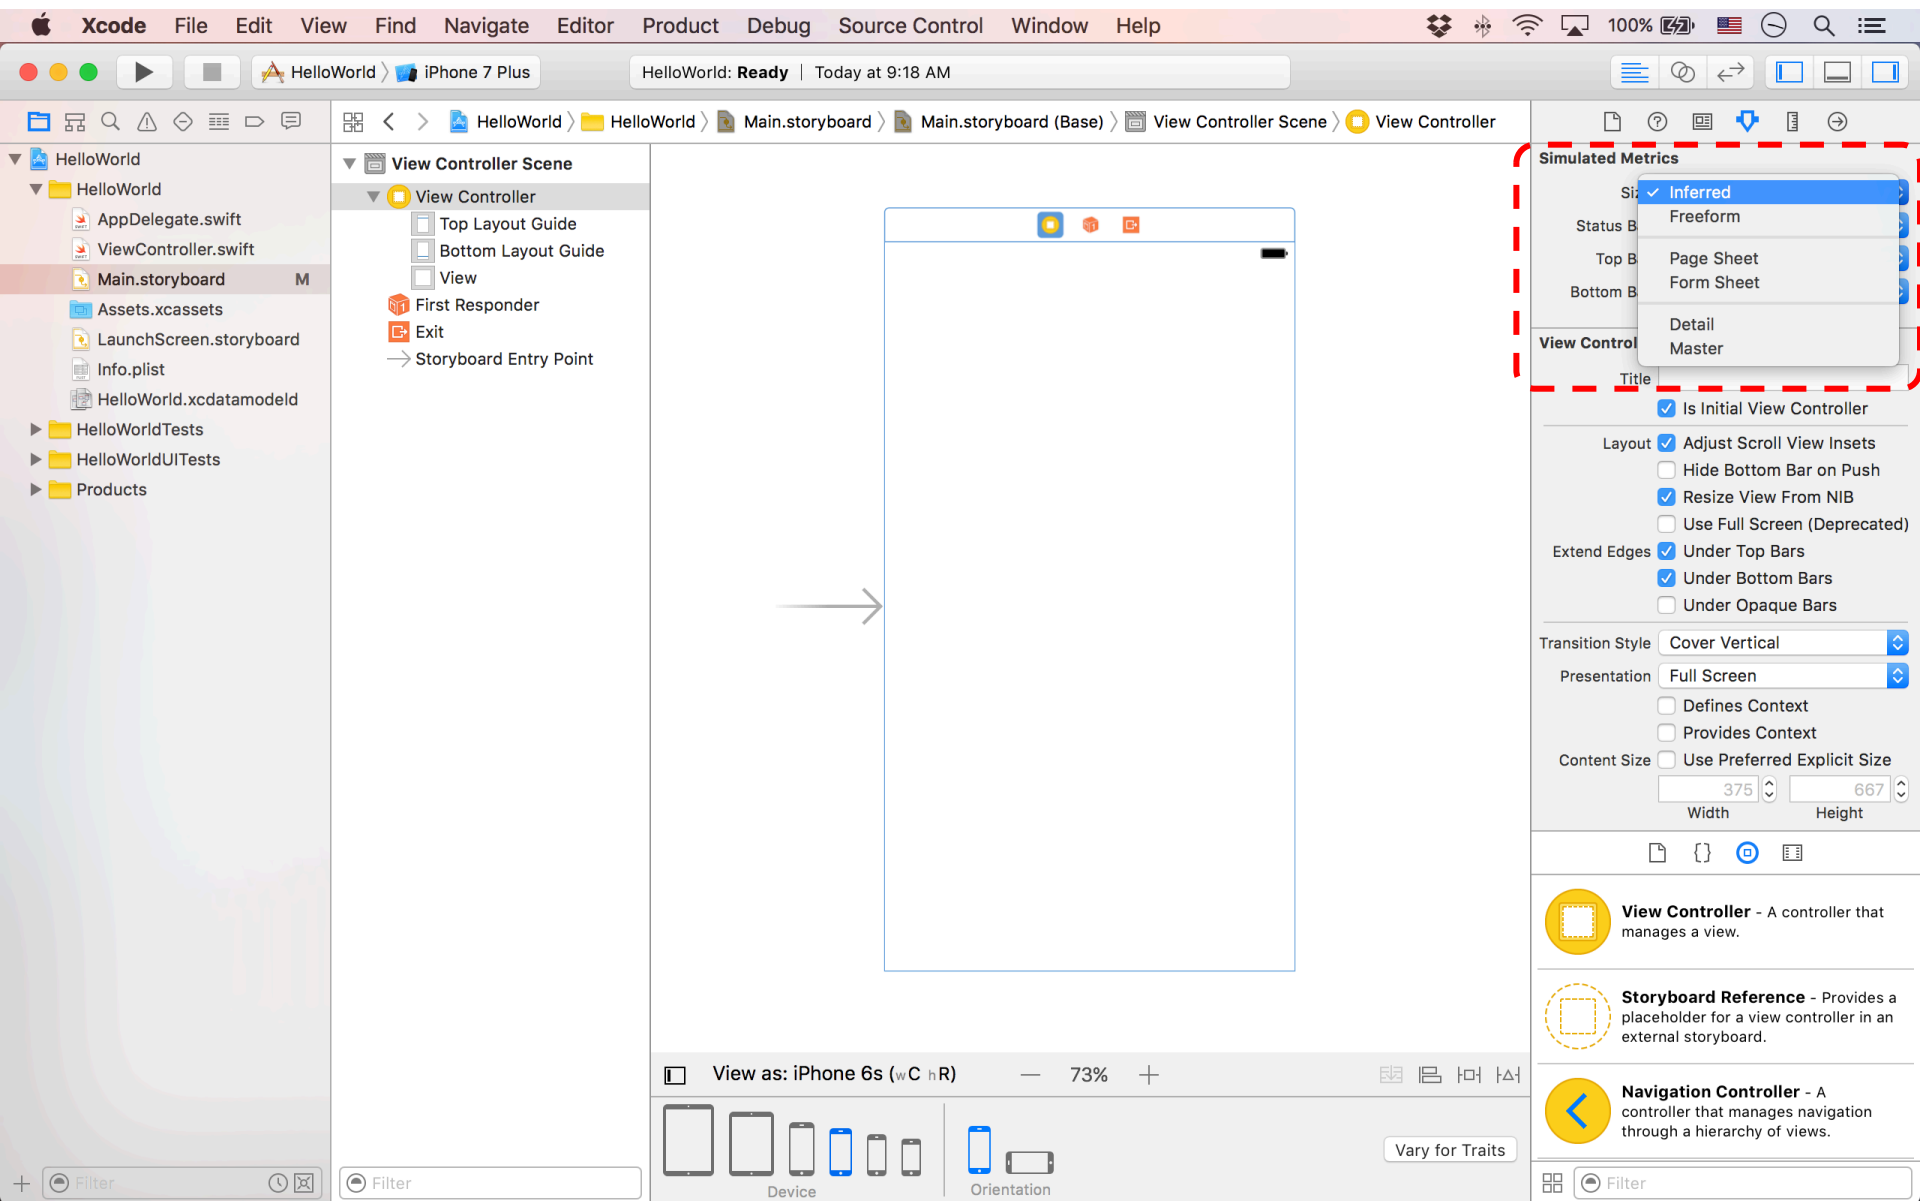 Xcode File Edit View Find Navigate Editor Product Debug Source Control Window Help 100%
HelloWorld iPhone 7 Plus HelloWorld: Ready | Today at 9:18 AM
HelloWorld HelloWorld Main.storyboard Main.storyboard (Base) View Controller Scene View Controller
HelloWorld
HelloWorld
AppDelegate.swift
ViewController.swift
Main.storyboard M
Assets.xcassets
LaunchScreen.storyboard
Info.plist
HelloWorld.xcdatamodeld
HelloWorldTests
HelloWorldUITests
Products
Filter
View Controller Scene
View Controller
Top Layout Guide
Bottom Layout Guide
View
First Responder
Exit
Storyboard Entry Point
Filter
View as: iPhone 6s (wC hR) 73%
Device
Orientation
Vary for Traits
Simulated Metrics
Inferred
Freeform
Status B
Page Sheet
Top B
Form Sheet
Bottom B
Detail
View Control
Master
Title
Is Initial View Controller
Layout Adjust Scroll View Insets
Hide Bottom Bar on Push
Resize View From NIB
Use Full Screen (Deprecated)
Extend Edges Under Top Bars
Under Bottom Bars
Under Opaque Bars
Transition Style Cover Vertical
Presentation Full Screen
Defines Context
Provides Context
Content Size Use Preferred Explicit Size
375 667
Width Height
View Controller - A controller that
manages a view.
Storyboard Reference - Provides a
placeholder for a view controller in an
external storyboard.
Navigation Controller - A
controller that manages navigation
through a hierarchy of views.
Filter